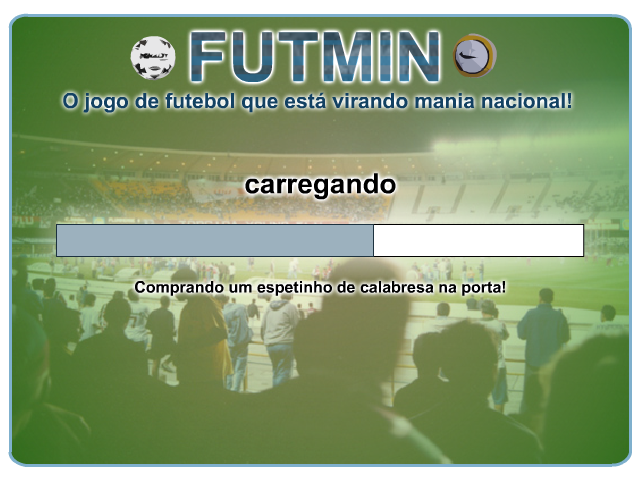 FUTMIN
O jogo de futebol que está virando mania nacional!
carregando
Comprando um espetinho de calabresa na porta!